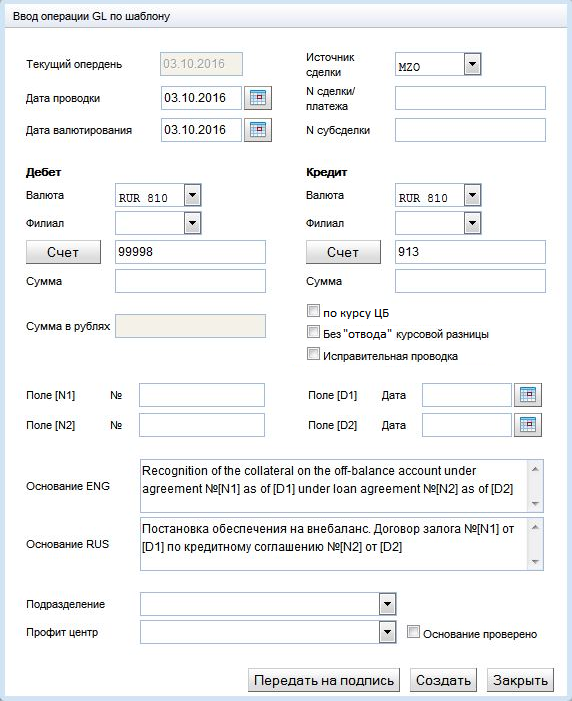 Ввод операции GL по шаблону
Текущий опердень 03.10.2016 Источник сделки MZO
Дата проводки 03.10.2016 N сделки/ платежа
Дата валютирования 03.10.2016 N субсделки
Дебет Кредит
Валюта RUR 810 Валюта RUR 810
Филиал Филиал
Счет 99998 Счет 913
Сумма Сумма
по курсу ЦБ
Сумма в рублях Без "отвода" курсовой разницы
Исправительная проводка
Поле [N1] № Поле [D1] Дата
Поле [N2] № Поле [D2] Дата
Основание ENG
Recognition of the collateral on the off-balance account under
agreement №[N1] as of [D1] under loan agreement №[N2] as of [D2]
Основание RUS
Постановка обеспечения на внебаланс. Договор залога №[N1] от
[D1] по кредитному соглашению №[N2] от [D2]
Подразделение
Профит центр Основание проверено
Передать на подпись Создать Закрыть